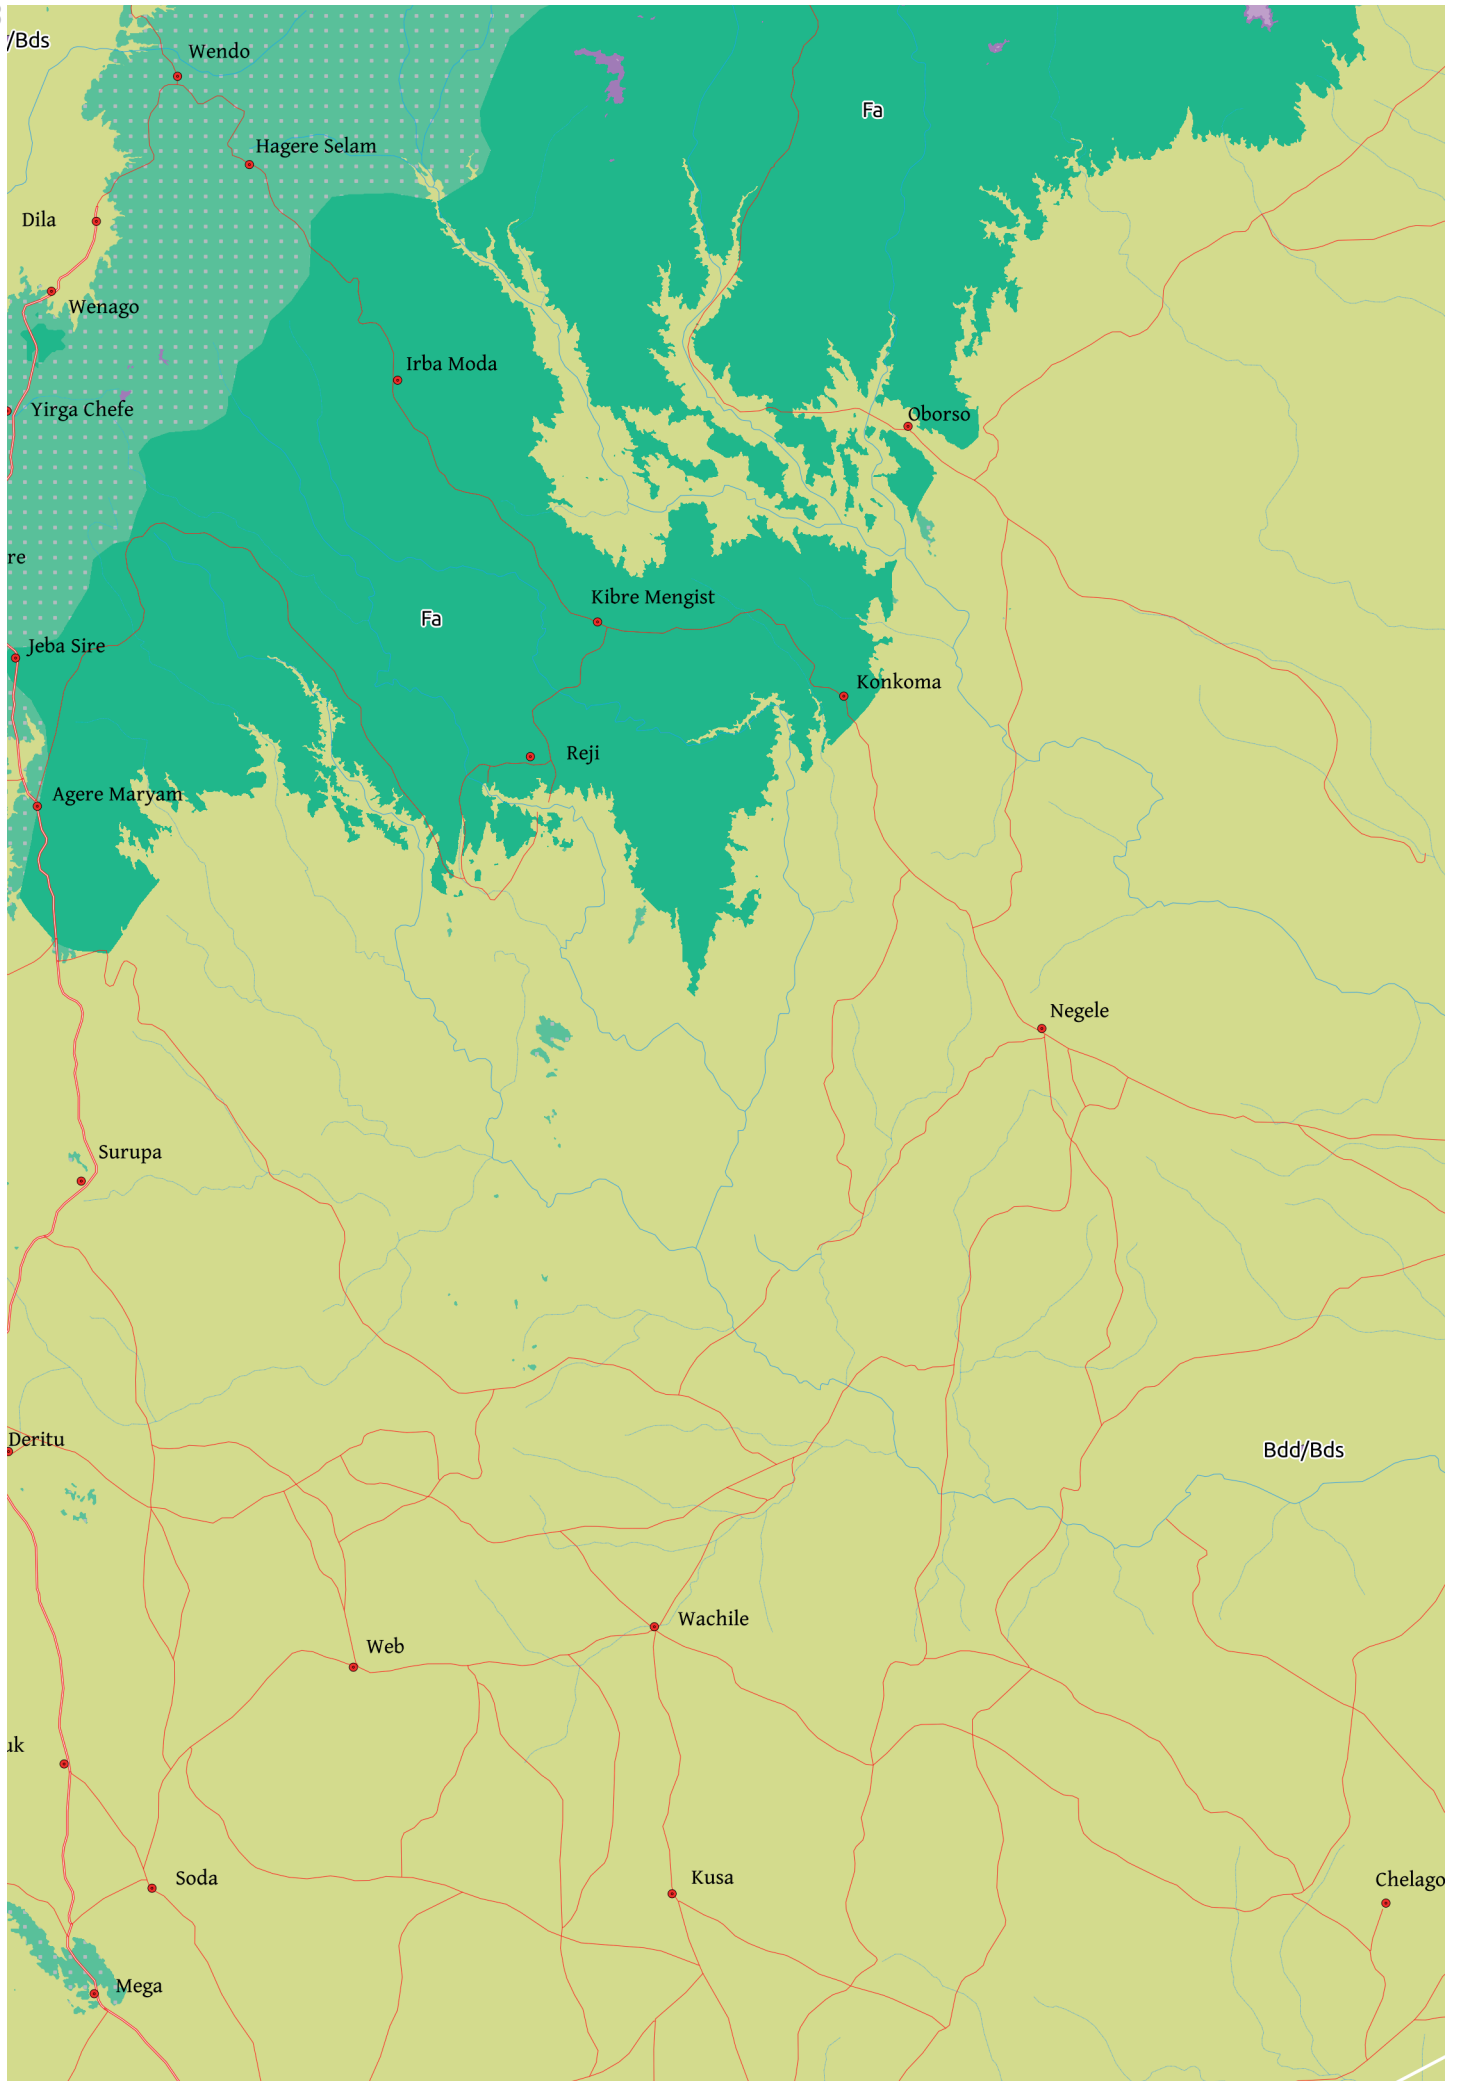 /Bds
Wendo
Fa
Hagere Selam
Dila
Wenago
Irba Moda
Yirga Chefe
Oborso
re
Kibre Mengist
Fa
Jeba Sire
Konkoma
Reji
Agere Maryam
Negele
Surupa
Deritu
Bdd/Bds
Wachile
Web
uk
Soda
Kusa
Chelago
Mega